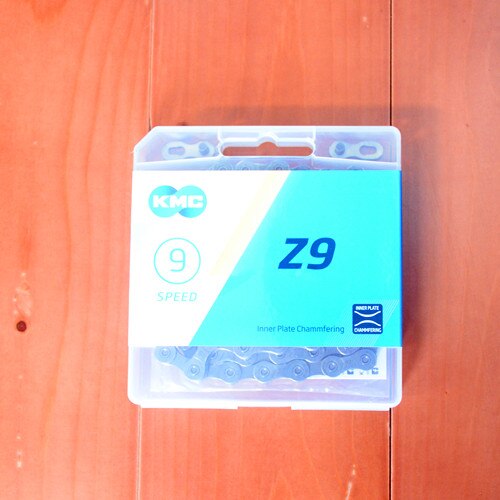 KMC
9
SPEED
Z9
Inner Plate Chammfering
INNER PLATE
CHAMMFERING